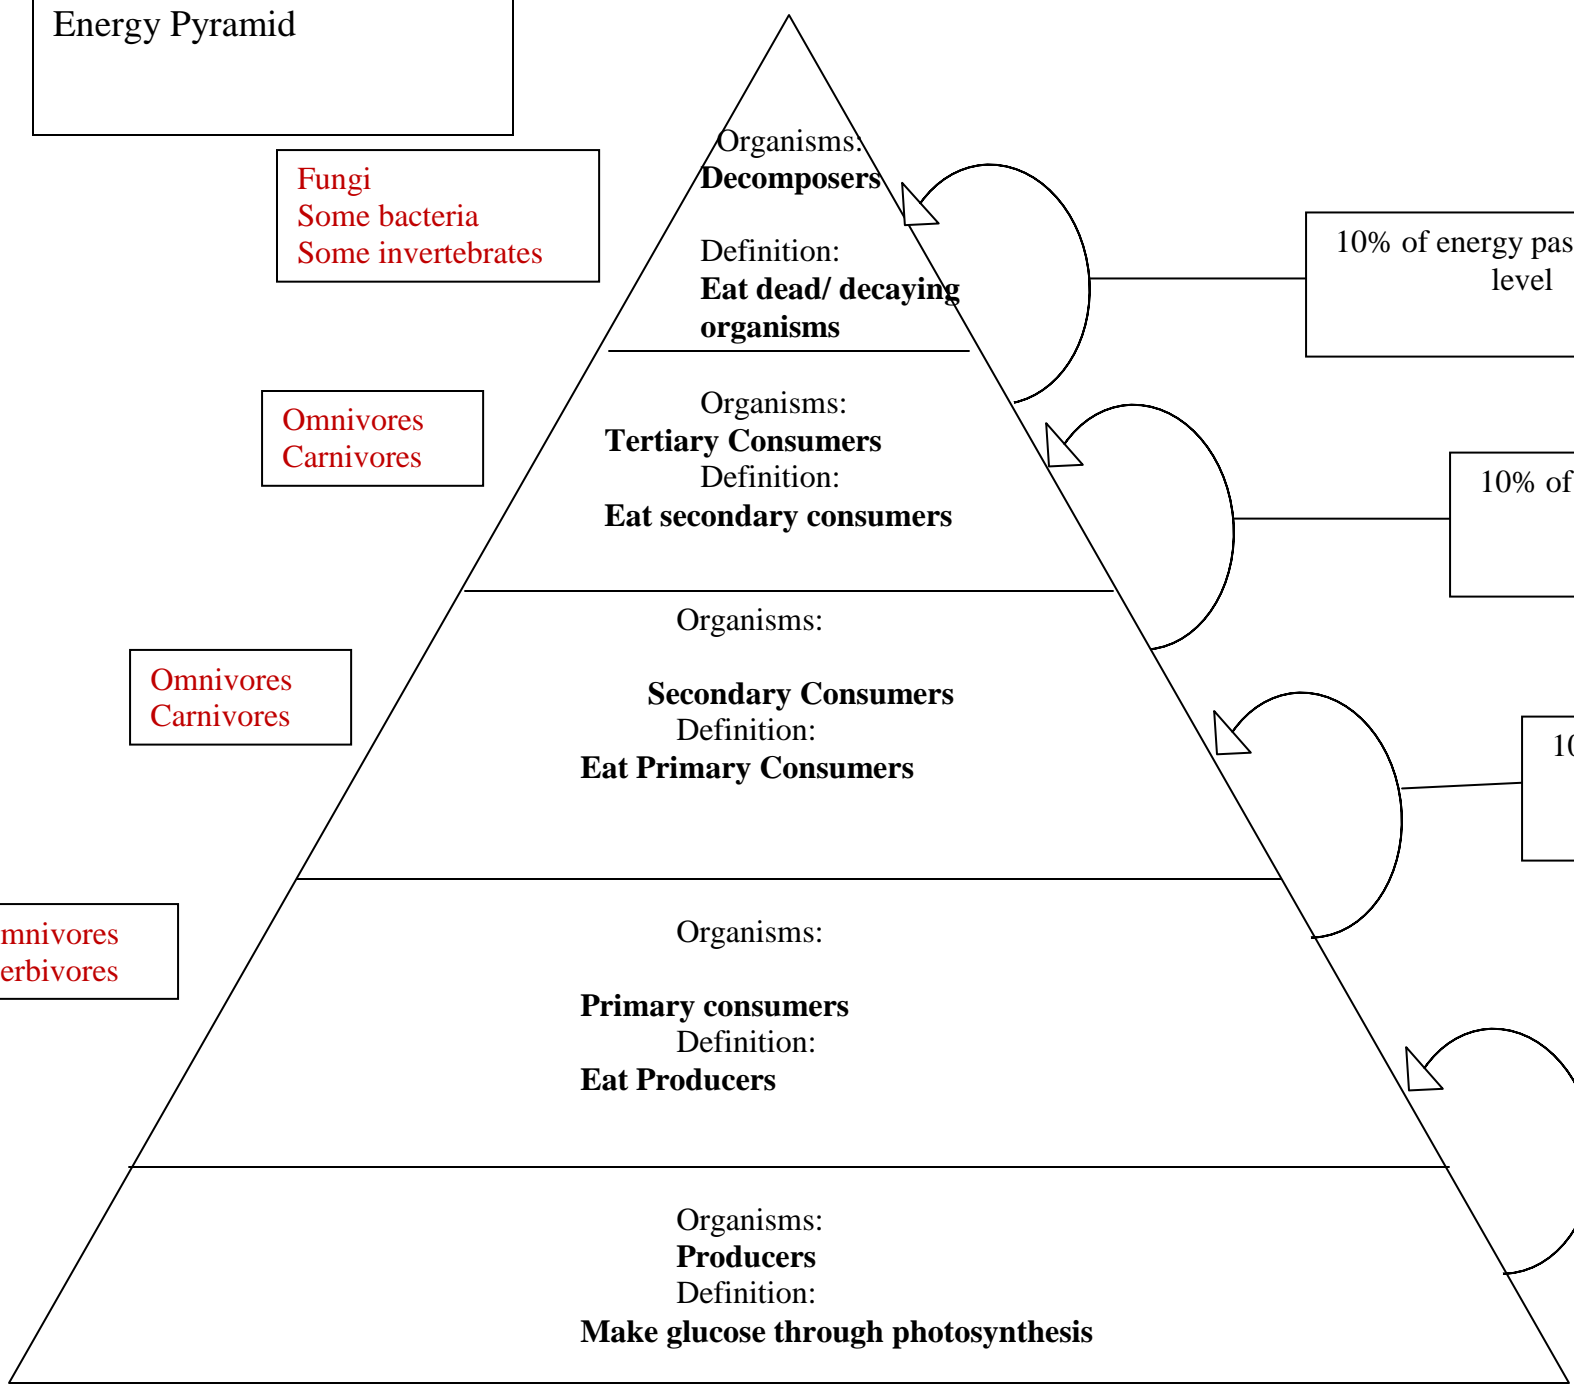 Energy Pyramid
Organisms:
Decomposers
Definition:
Eat dead/ decaying
organisms
Fungi
Some bacteria
Some invertebrates
10% of energy pas
level
Organisms:
Tertiary Consumers
Definition:
Eat secondary consumers
Omnivores
Carnivores
10% of
Organisms:
Secondary Consumers
Definition:
Eat Primary Consumers
Omnivores
Carnivores
10
Organisms:
Primary consumers
Definition:
Eat Producers
mnivores
erbivores
Organisms:
Producers
Definition:
Make glucose through photosynthesis